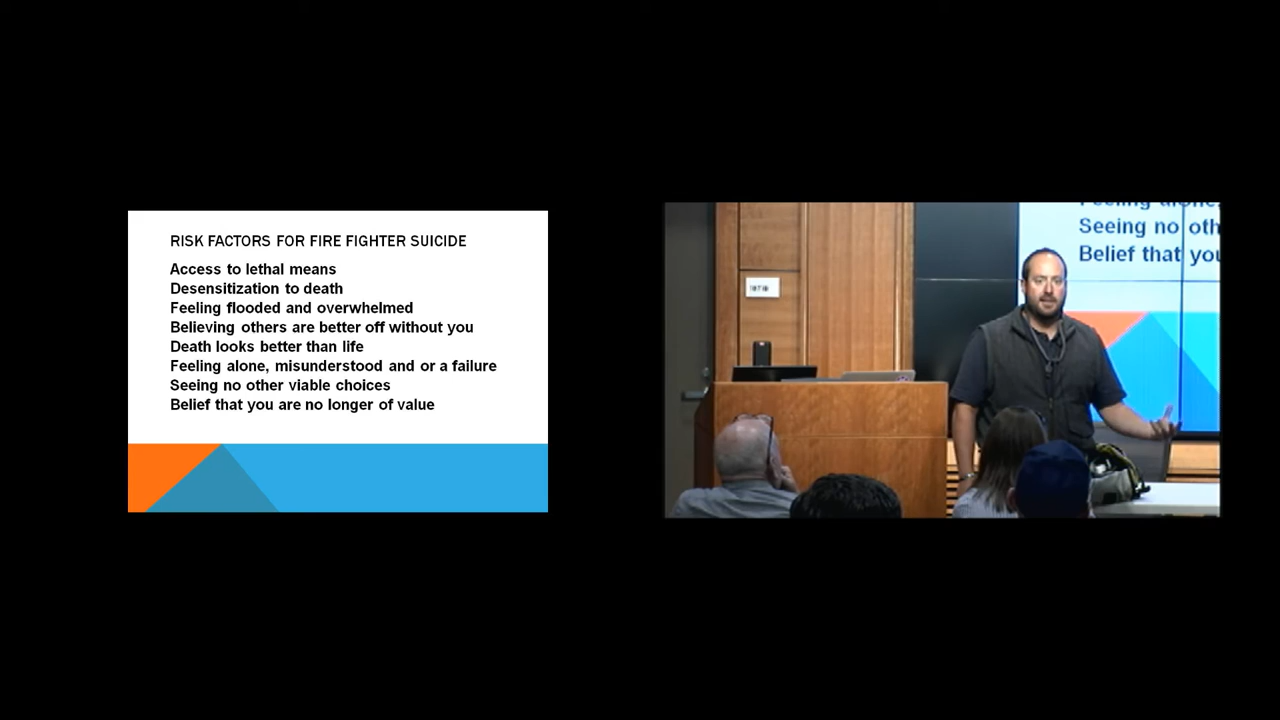 RISK FACTORS FOR FIRE FIGHTER SUICIDE
Access to lethal means
Desensitization to death
Feeling flooded and overwhelmed
Believing others are better off without you
Death looks better than life
Feeling alone, misunderstood and or a failure
Seeing no other viable choices
Belief that you are no longer of value
Feeling alone,
Seeing no oth
Belief that you